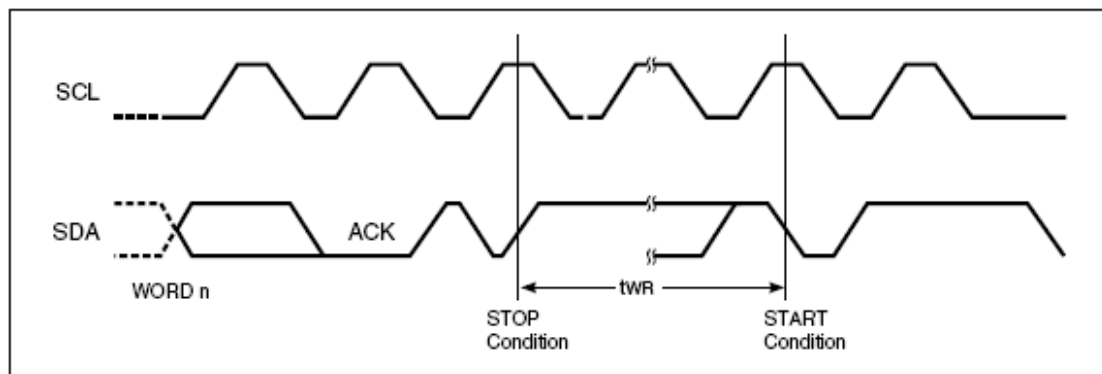 SCL
SDA
ACK
WORD n
tWR
STOP
Condition
START
Condition